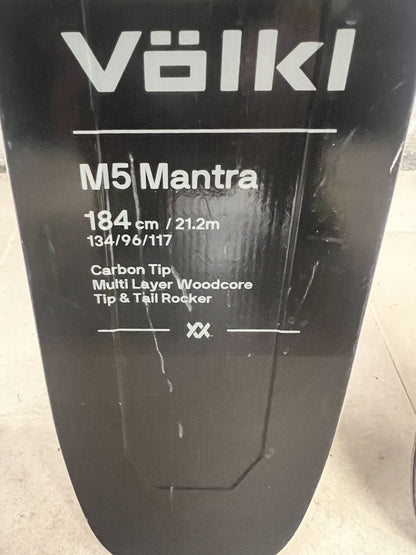 Völkl
M5 Mantra
184 cm / 21.2m
134/96/117
Carbon Tip
Multi Layer Woodcore
Tip & Tail Rocker